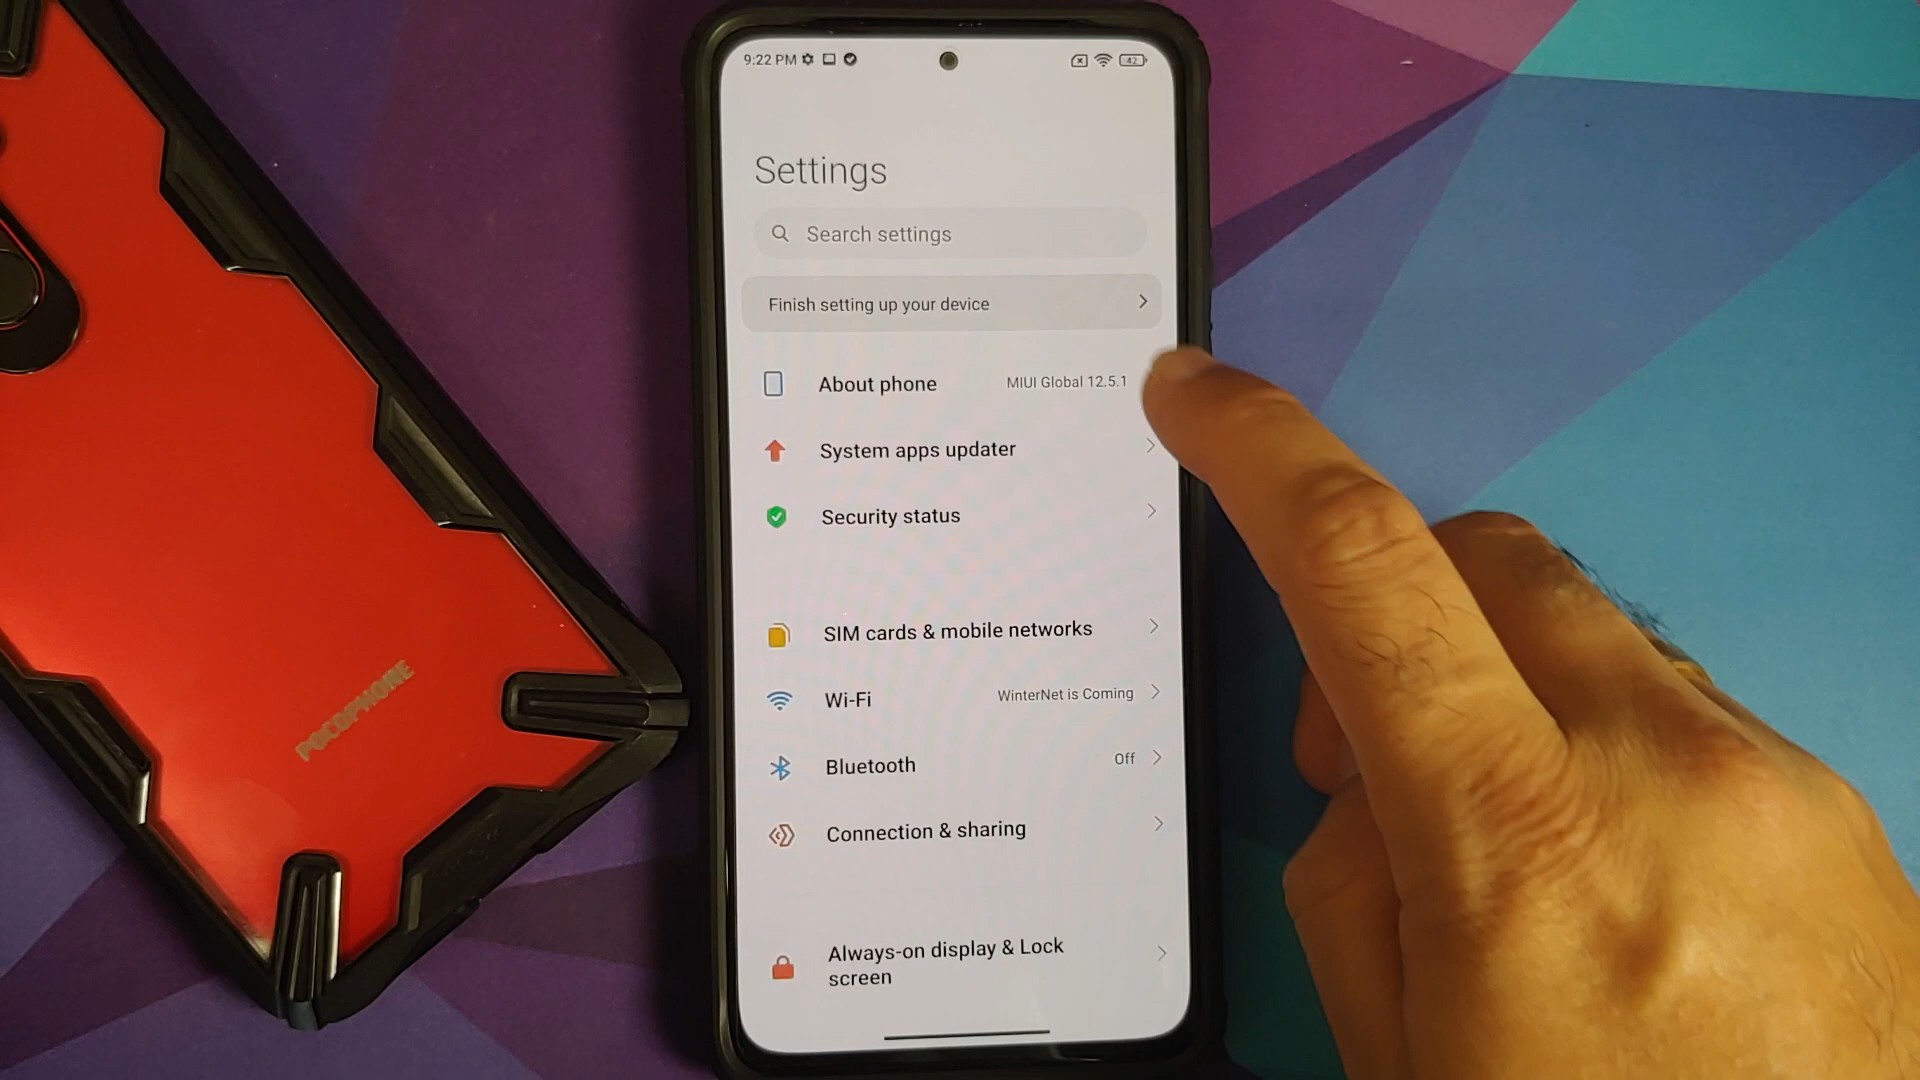 9:22 PM
42
Settings
Search settings
Finish setting up your device
About phone MIUI Global 12.5.1
System apps updater
Security status
SIM cards & mobile networks
Wi-Fi WinterNet is Coming
Bluetooth Off
Connection & sharing
Always-on display & Lock
screen
POCOPHONE